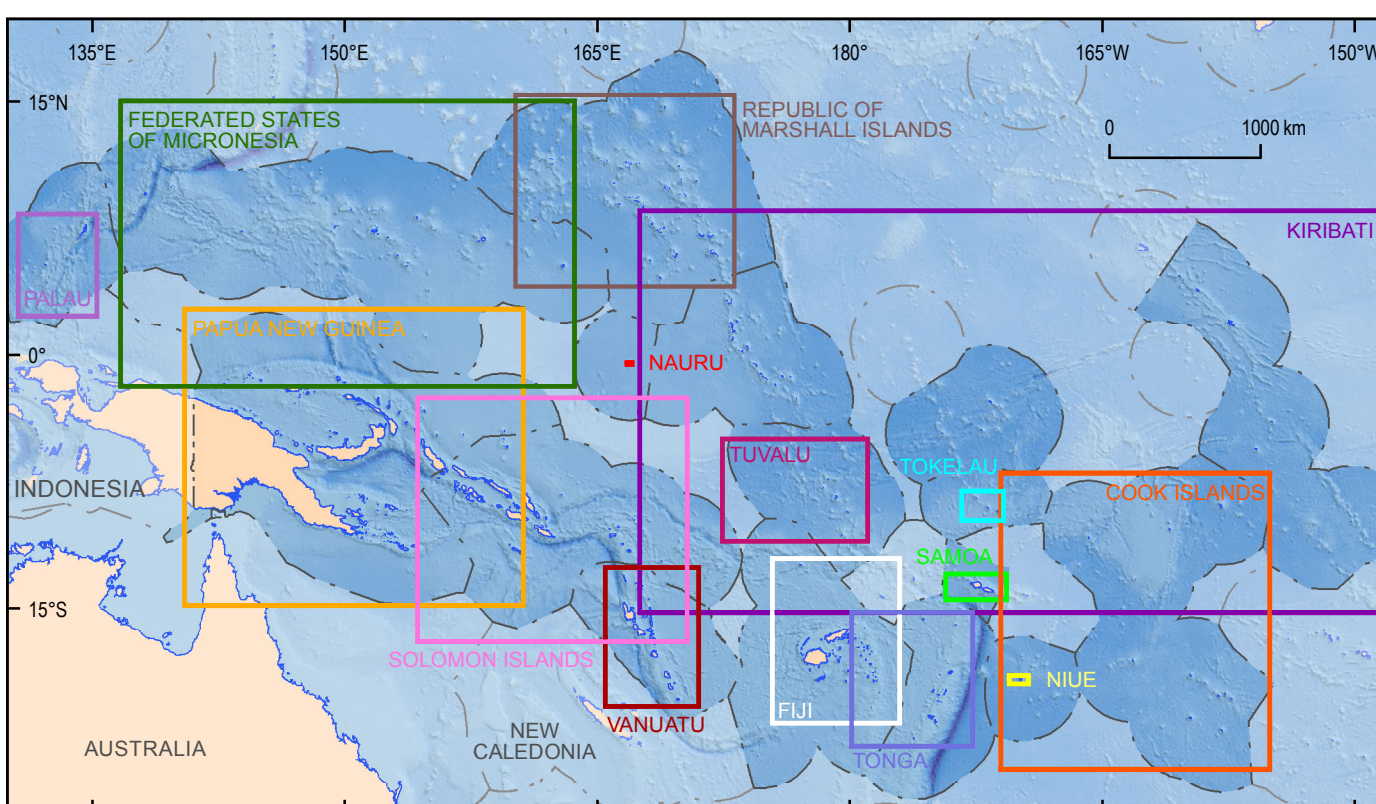 135°E
150°E
165°E
180°
165°W
150°W
15°N
0°
15°S
FEDERATED STATES
OF MICRONESIA
REPUBLIC OF
MARSHALL ISLANDS
0
1000 km
KIRIBATI
PALAU
PAPUA NEW GUINEA
NAURU
TUVALU
TOKELAU
COOK ISLANDS
INDONESIA
SAMOA
SOLOMON ISLANDS
NIUE
VANUATU
FIJI
NEW
CALEDONIA
AUSTRALIA
TONGA